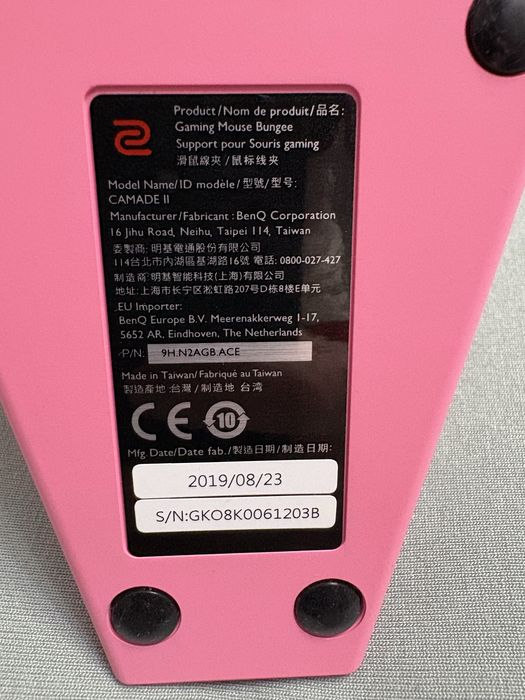 Product/Nom de produit/品名:
Gaming Mouse Bungee
Support pour Souris gaming
滑鼠線夾/鼠标线夹
Model Name/ID modèle/型號/型号:
CAMADE II
Manufacturer/Fabricant : BenQ Corporation
16 Jihu Road, Neihu, Taipei 114, Taiwan
委製商: 明基電通股份有限公司
114台北市內湖區基湖路16號 電話: 0800-027-427
制造商:明基智能科技(上海)有限公司
地址: 上海市长宁区淞虹路207号D栋8楼E单元
EU Importer:
BenQ Europe B.V. Meerenakkerweg 1-17,
5652 AR, Eindhoven, The Netherlands
P/N: 9H.N2AGB.ACE
Made in Taiwan/Fabriqué au Taiwan
製造產地:台灣/制造地 台湾
CE 10
Mfg Date/Date fab./製造日期/制造日期:
2019/08/23
S/N:GKO8K0061203B